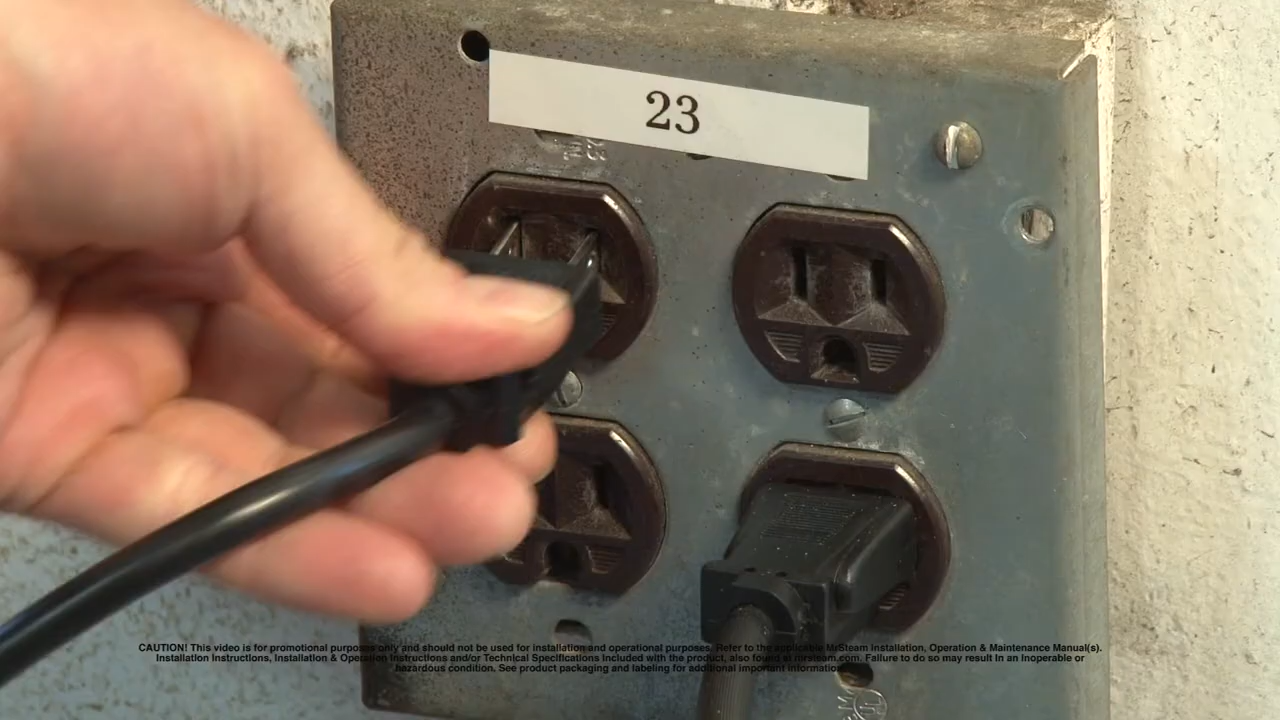 23
CAUTION! This video is for promotional purposes only and should not be used for installation and operational purposes. Refer to the applicable MrSteam Installation, Operation & Maintenance Manual(s).
Installation Instructions, Installation & Operation Instructions and/or Technical Specifications included with the product, also found at mrsteam.com. Failure to do so may result in an inoperable or
hazardous condition. See product packaging and labeling for additional important information.